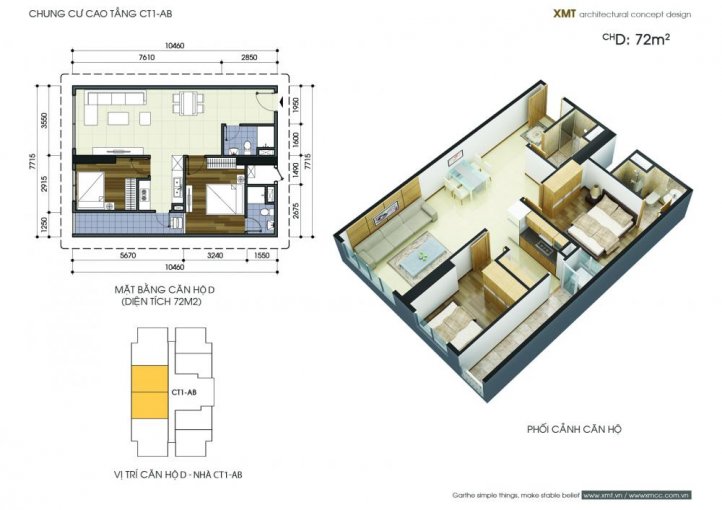 CHUNG CƯ CAO TẦNG CT1-AB
XMT architectural concept design
CHD: 72m²
10460
7610 2850
3550
2915
1250
7715
1950
1600
1490
2675
7715
5670 3240 1550
10460
MẶT BẰNG CĂN HỘ D
(DIỆN TÍCH 72M2)
CT1-AB
VỊ TRÍ CĂN HỘ D - NHÀ CT1-AB
PHỐI CẢNH CĂN HỘ
Garthe simple things, make stable belief www.xmt.vn / www.xmcc.com.vn